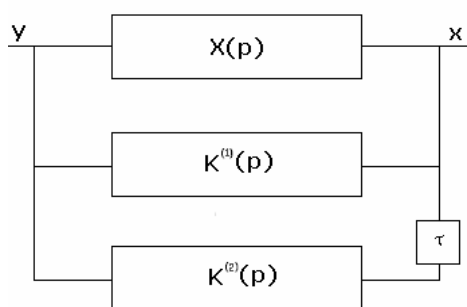 y
X(p)
x
K⁽¹⁾(p)
τ
K⁽²⁾(p)